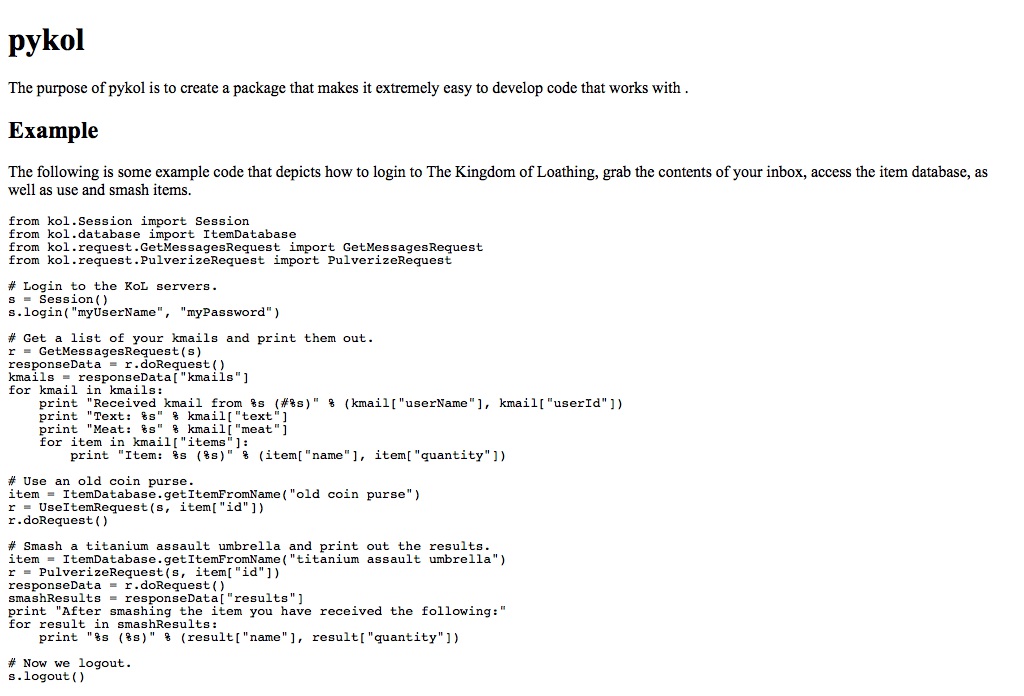 pykol
The purpose of pykol is to create a package that makes it extremely easy to develop code that works with .
Example
The following is some example code that depicts how to login to The Kingdom of Loathing, grab the contents of your inbox, access the item database, as
well as use and smash items.
from kol.Session import Session
from kol.database import ItemDatabase
from kol.request.GetMessagesRequest import GetMessagesRequest
from kol.request.PulverizeRequest import PulverizeRequest
# Login to the KoL servers.
s = Session()
s.login("myUserName", "myPassword")
# Get a list of your kmails and print them out.
r = GetMessagesRequest(s)
responseData = r.doRequest()
kmails = responseData["kmails"]
for kmail in kmails:
    print "Received kmail from %s (#%s)" % (kmail["userName"], kmail["userId"])
    print "Text: %s" % kmail["text"]
    print "Meat: %s" % kmail["meat"]
    for item in kmail["items"]:
        print "Item: %s (%s)" % (item["name"], item["quantity"])
# Use an old coin purse.
item = ItemDatabase.getItemFromName("old coin purse")
r = UseItemRequest(s, item["id"])
r.doRequest()
# Smash a titanium assault umbrella and print out the results.
item = ItemDatabase.getItemFromName("titanium assault umbrella")
r = PulverizeRequest(s, item["id"])
responseData = r.doRequest()
smashResults = responseData["results"]
print "After smashing the item you have received the following:"
for result in smashResults:
    print "%s (%s)" % (result["name"], result["quantity"])
# Now we logout.
s.logout()